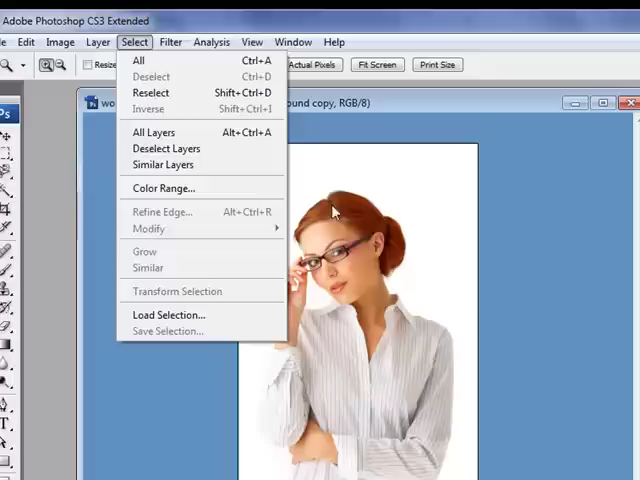 Adobe Photoshop CS3 Extended
Edit Image Layer Select Filter Analysis View Window Help
Actual Pixels Fit Screen Print Size
All Ctrl+A
Deselect Ctrl+D
Reselect Shift+Ctrl+D
Inverse Shift+Ctrl+I
All Layers Alt+Ctrl+A
Deselect Layers
Similar Layers
Color Range...
Refine Edge... Alt+Ctrl+R
Modify
Grow
Similar
Transform Selection
Load Selection...
Save Selection...
wo
ound copy, RGB/8)
Ps
T